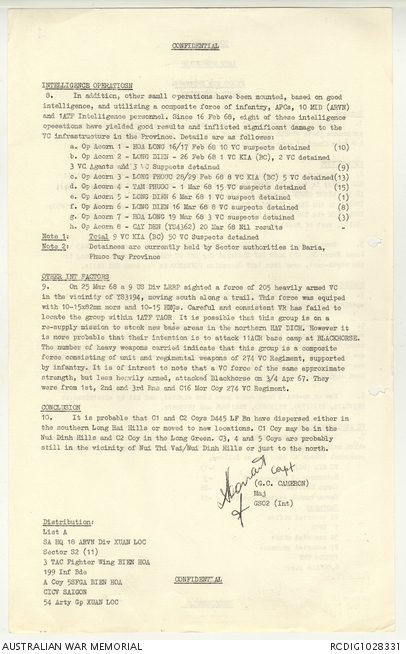 CONFIDENTIAL
INTELLIGENCE OPERATIOSN
8. In addition, other small operations have been mounted, based on good
intelligence, and utilizing a composite force of infantry, APCs, 10 MID (ARVN)
and 1ATF Intelligence personnel. Since 16 Feb 68, eight of these intelligence
opeeations have yielded good results and inflicted significant damage to the
VC infrastructure in the Province. Details are as follows:
a. Op Acorn 1 - HOA LONG 16/17 Feb 68 10 VC suspects detained (10)
b. Op Acorn 2 - LONG DIEN - 26 Feb 68 1 VC KIA (BC), 2 VC detained
3 VC Agants and 3 VC Suppects detained (9)
c. Op Acorn 3 - LONG PHUOC 28/29 Feb 68 8 VC KIA (BC) 5 VC detained(13)
d. Op Acorn 4 - TAM PHUOC - 1 Mar 68 15 VC suspects detained (15)
e. Op Acorn 5 - LONG DIEN 6 Mar 68 1 VC suspect detained (1)
f. Op Acorn 6 - LONG DIEN 16 Mar 68 8 VC suspects detained (8)
g. Op Acorn 7 - HOA LONG 19 Mar 68 3 VC suspects detained (3)
h. Op Acorn 8 - CAY DEN (YU4362) 20 Mar 68 Nil results -
Note 1: Total 9 VC KIA (BC) 50 VC Suspects detained
Note 2: Detainees are currently held by Sector authorities in Baria,
Phuoc Tuy Province
OTHER INT FACTORS
9. On 25 Mar 68 a 9 US Div LRRP sighted a force of 205 heavily armed VC
in the vicinity of YS3194, moving south along a trail. This force was equiped
with 10-15x82mm mors and 10-15 HMGs. Careful and consistent VR has failed to
locate the group within 1ATF TAOR. It is possible that this group is on a
re-supply mission to stock new base areas in the northern HAT DICH. However it
is more probable that their intention is to attack 11ACR base camp at BLACKHORSE.
The number of heavy weapons carried indicate that this group is a composite
force consisting of unit and regimental weapons of 274 VC Regiment, supported
by infantry. It is of intrest to note that a VC force of the same approximate
strength, but less heavily armed, attacked Blackhorse on 3/4 Apr 67. They
were from 1st, 2nd and 3rd Bns and C16 Mor Coy 274 VC Regiment.
CONCLUSION
10. It is probable that C1 and C2 Coys D445 LF Bn have dispersed either in
the southern Long Hai Hills or moved to new locations. C1 Coy may be in the
Nui Dinh Hills and C2 Coy in the Long Green. C3, 4 and 5 Coys are probably
still in the vicinity of Nui Thi Vai/Nui Dinh Hills or just to the north.
Capt
(G.C. CAMERON)
Maj
GSO2 (Int)
Distribution:
List A
SA HQ 18 ARVN Div XUAN LOC
Sector S2 (11)
3 TAC Fighter Wing BIEN HOA
199 Inf Bde
A Coy 5SFGA BIEN HOA
CICV SAIGON
54 Arty Gp XUAN LOC
CONFIDENTIAL
AUSTRALIAN WAR MEMORIAL
RCDIG1028331